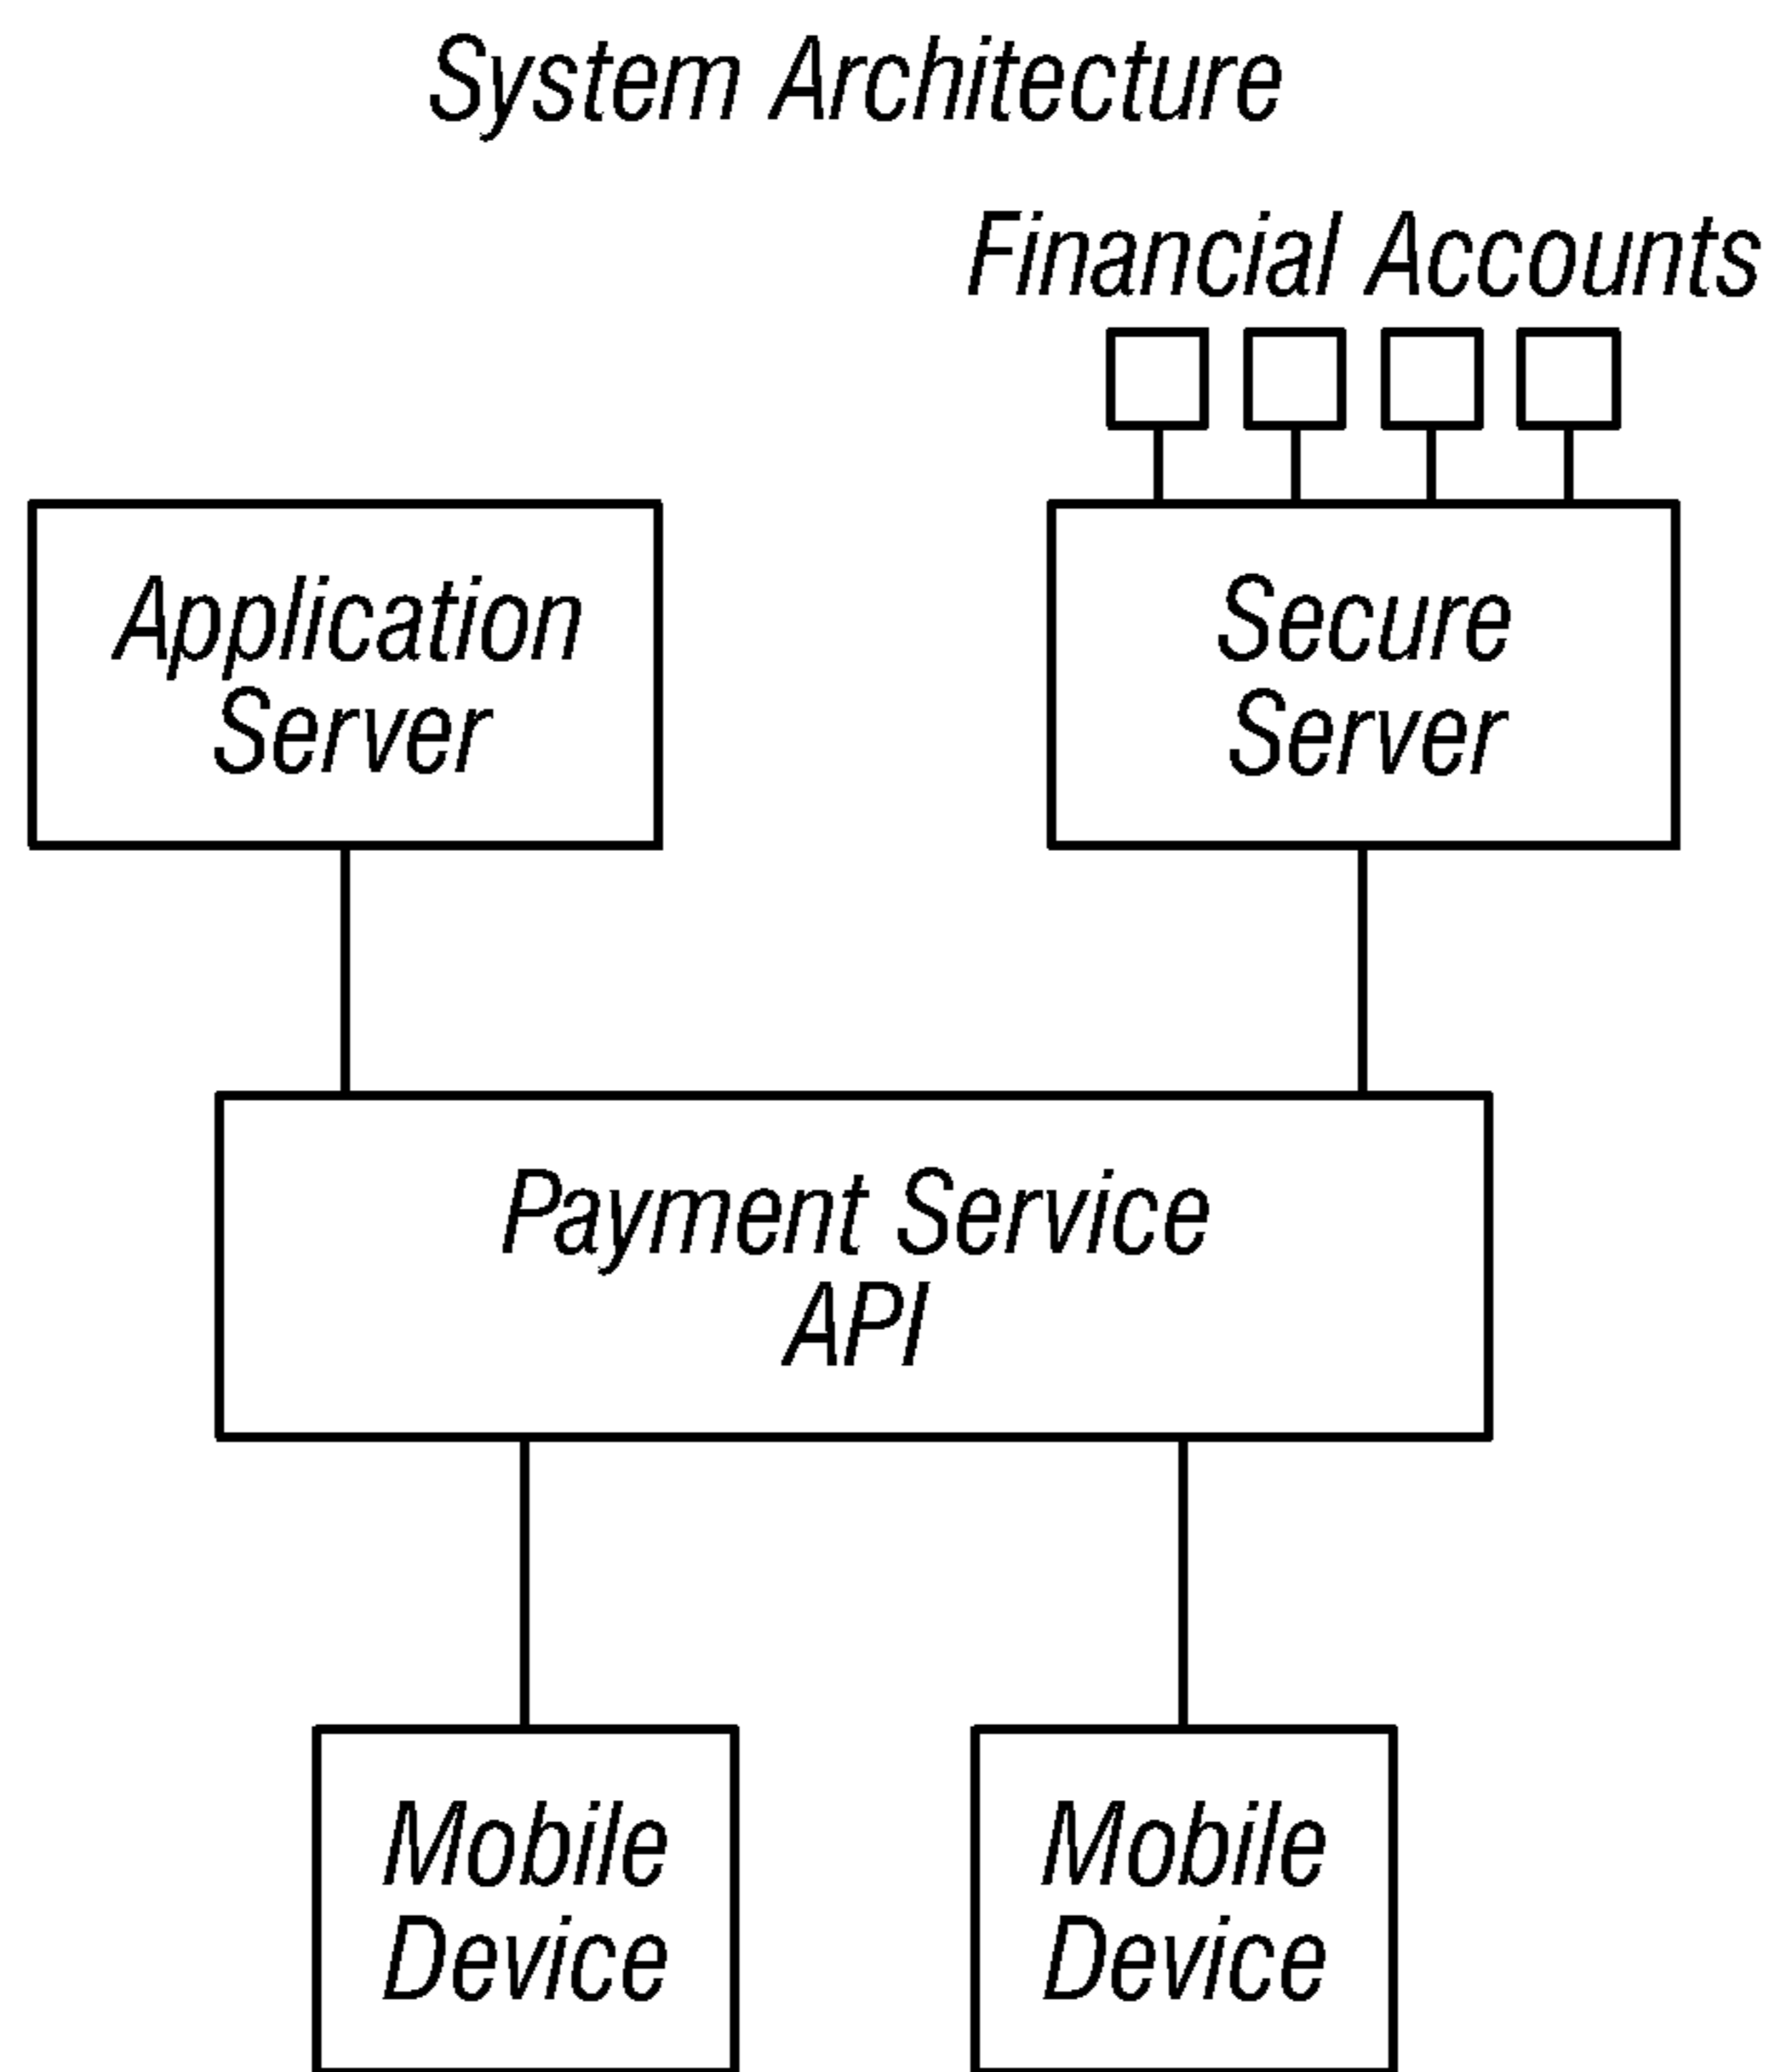 System Architecture
Financial Accounts
Application
Server
Secure
Server
Payment Service
API
Mobile
Device
Mobile
Device